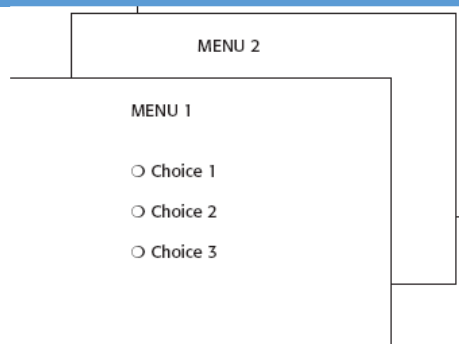 MENU 2
MENU 1
❍ Choice 1
❍ Choice 2
❍ Choice 3